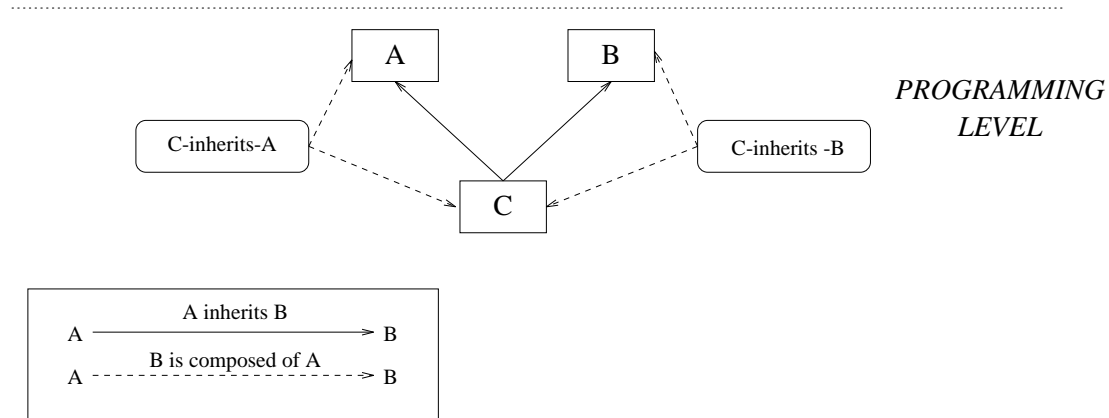 A
B
PROGRAMMING
LEVEL
C-inherits-A
C-inherits -B
C
A inherits B
A
B
B is composed of A
A
B